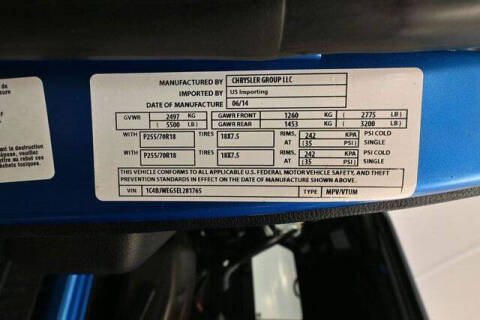 de
sure
MANUFACTURED BY CHRYSLER GROUP LLC
IMPORTED BY US Importing
DATE OF MANUFACTURE 06/14
GVWR 2497 KG GAWR FRONT 1260 KG ( 2775 LB)
( 5500 LB) GAWR REAR 1453 ( 3200 LB)
WITH P255/70R18 TIRES 18X7.5 RIMS, 242 KPA PSI COLD
AT (35 PSI) SINGLE
WITH P255/70R18 TIRES 18X7.5 RIMS, 242 KPA PSI COLD
AT (35 PSI) SINGLE
THIS VEHICLE CONFORMS TO ALL APPLICABLE U.S. FEDERAL MOTOR VEHICLE SAFETY, AND THEFT
PREVENTION STANDARDS IN EFFECT ON THE DATE OF MANUFACTURE SHOWN ABOVE
VIN 1C4BJWEG5EL281765 TYPE MPV/VTUM